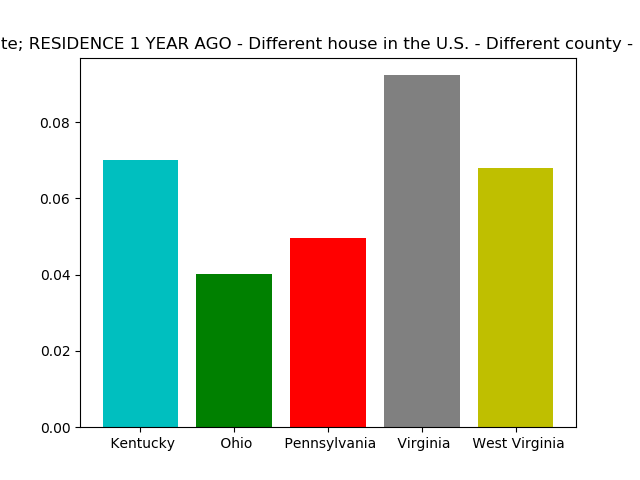 te; RESIDENCE 1 YEAR AGO - Different house in the U.S. - Different county -
0.08
0.06
0.04
0.02
0.00
Kentucky Ohio Pennsylvania Virginia West Virginia